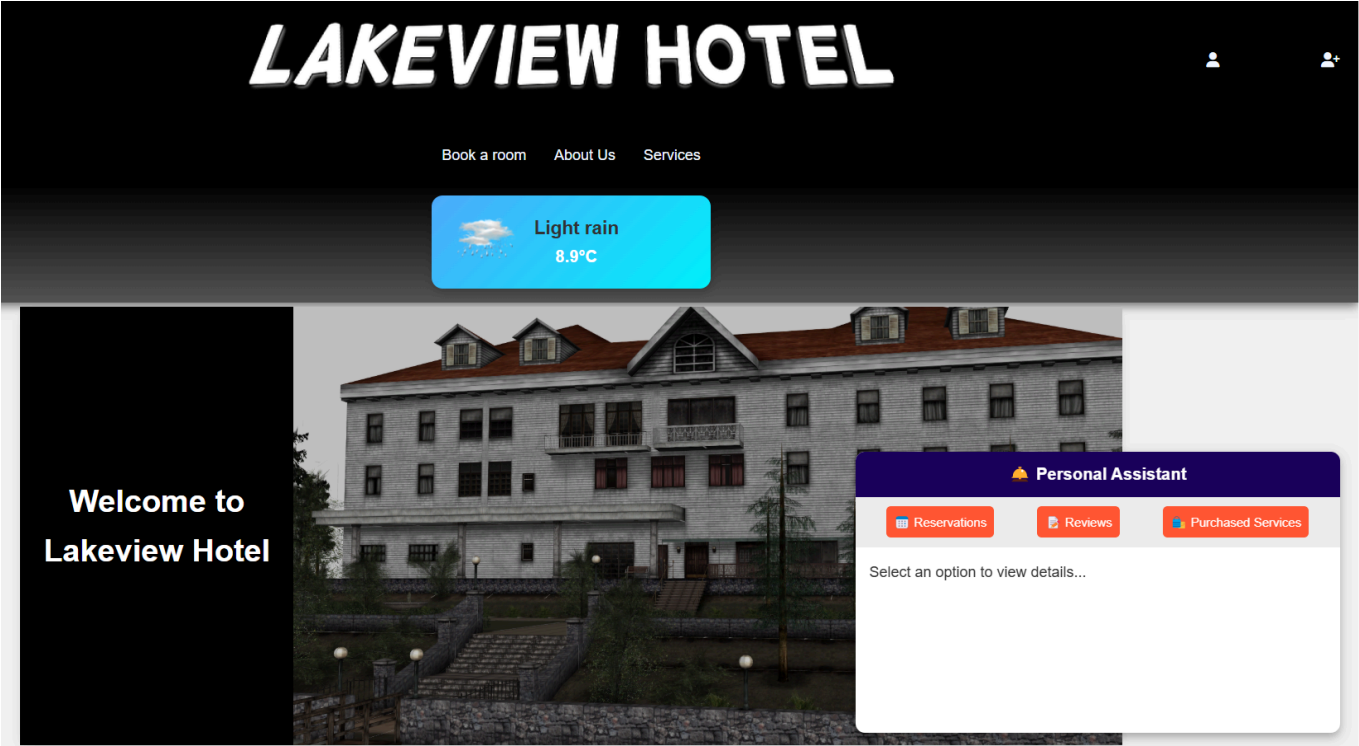 LAKEVIEW HOTEL
Book a room About Us Services
Light rain
8.9°C
Welcome to
Lakeview Hotel
Personal Assistant
Reservations Reviews Purchased Services
Select an option to view details...